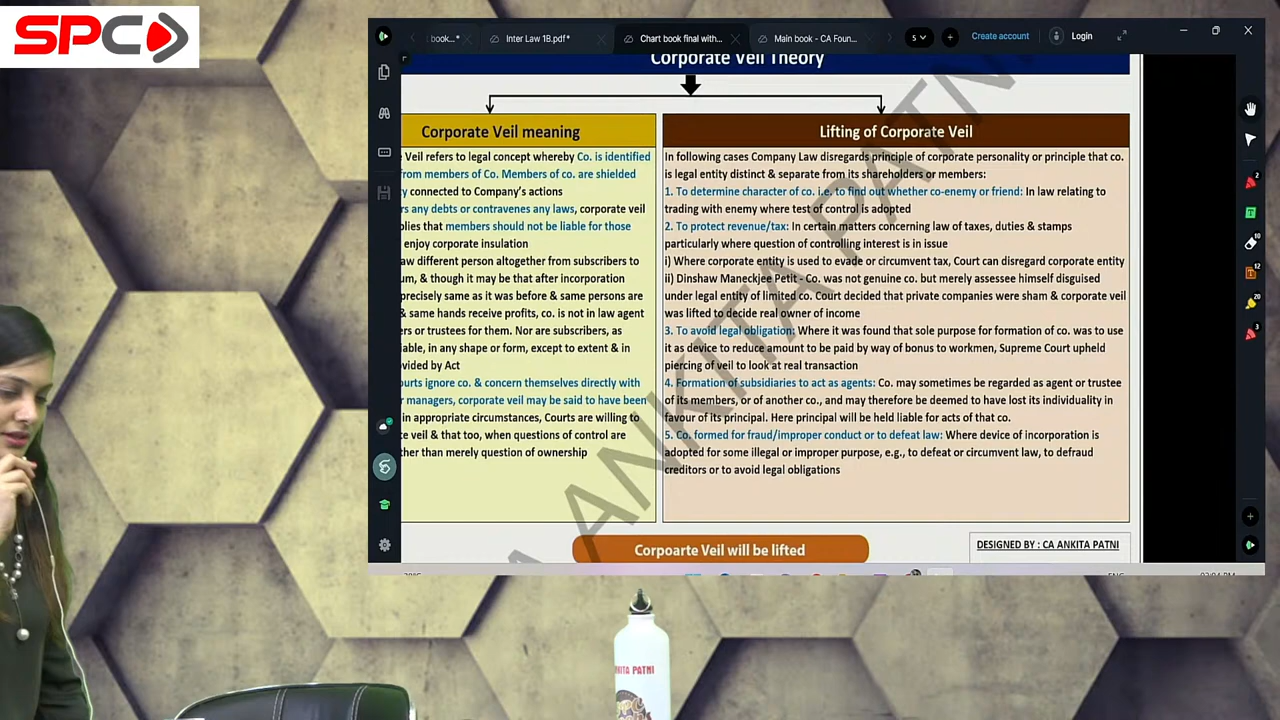 SPC
book...*
Inter Law 1B.pdf*
Chart book final with...
Main book - CA Foun...
5
Create account
Login
Corporate Veil Theory
Corporate Veil meaning
Veil refers to legal concept whereby Co. is identified
from members of Co. Members of co. are shielded
connected to Company's actions
any debts or contravenes any laws, corporate veil
that members should not be liable for those
enjoy corporate insulation
different person altogether from subscribers to
& though it may be that after incorporation
precisely same as it was before & same persons are
& same hands receive profits, co. is not in law agent
or trustees for them. Nor are subscribers, as
in any shape or form, except to extent & in
by Act
ignore co. & concern themselves directly with
managers, corporate veil may be said to have been
in appropriate circumstances, Courts are willing to
veil & that too, when questions of control are
than merely question of ownership
Lifting of Corporate Veil
In following cases Company Law disregards principle of corporate personality or principle that co.
is legal entity distinct & separate from its shareholders or members:
1. To determine character of co. i.e. to find out whether co-enemy or friend: In law relating to
trading with enemy where test of control is adopted
2. To protect revenue/tax: In certain matters concerning law of taxes, duties & stamps
particularly where question of controlling interest is in issue
i) Where corporate entity is used to evade or circumvent tax, Court can disregard corporate entity
ii) Dinshaw Maneckjee Petit - Co. was not genuine co. but merely assessee himself disguised
under legal entity of limited co. Court decided that private companies were sham & corporate veil
was lifted to decide real owner of income
3. To avoid legal obligation: Where it was found that sole purpose for formation of co. was to use
it as device to reduce amount to be paid by way of bonus to workmen, Supreme Court upheld
piercing of veil to look at real transaction
4. Formation of subsidiaries to act as agents: Co. may sometimes be regarded as agent or trustee
of its members, or of another co., and may therefore be deemed to have lost its individuality in
favour of its principal. Here principal will be held liable for acts of that co.
5. Co. formed for fraud/improper conduct or to defeat law: Where device of incorporation is
adopted for some illegal or improper purpose, e.g., to defeat or circumvent law, to defraud
creditors or to avoid legal obligations
Corpoarte Veil will be lifted
DESIGNED BY : CA ANKITA PATNI
ANKITA PATNI
2
10
12
20
3
PATNI